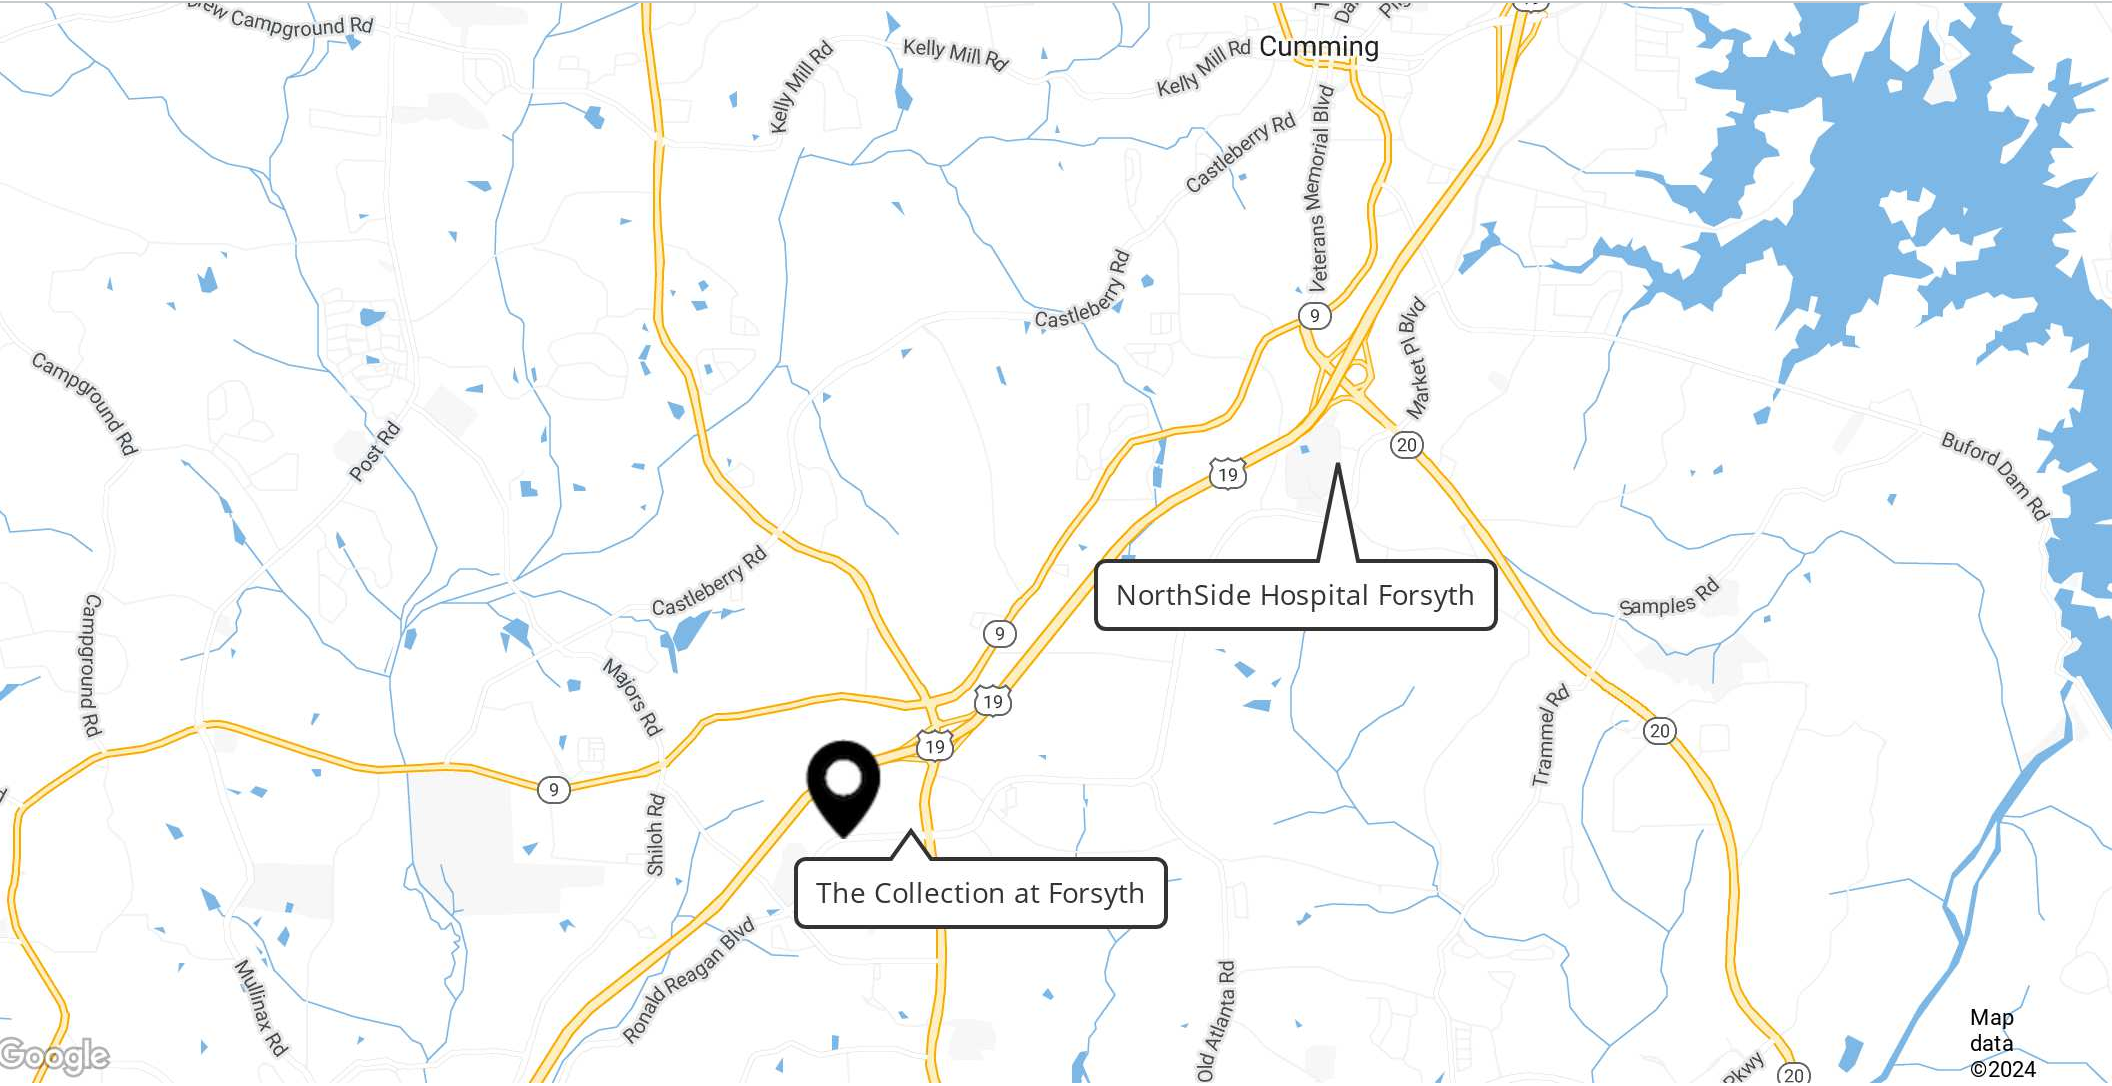 Drew Campground Rd
Kelly Mill Rd
Kelly Mill Rd
Kelly Mill Rd
Cumming
Castleberry Rd
Veterans Memorial Blvd
Castleberry Rd
9
Market Pl Blvd
Campground Rd
Post Rd
20
19
Buford Dam Rd
Castleberry Rd
NorthSide Hospital Forsyth
Samples Rd
Campground Rd
9
Majors Rd
19
Trammel Rd
20
19
9
Shiloh Rd
The Collection at Forsyth
Ronald Reagan Blvd
Mullinax Rd
Old Atlanta Rd
Google
Pkwy
20
Map
data
©2024